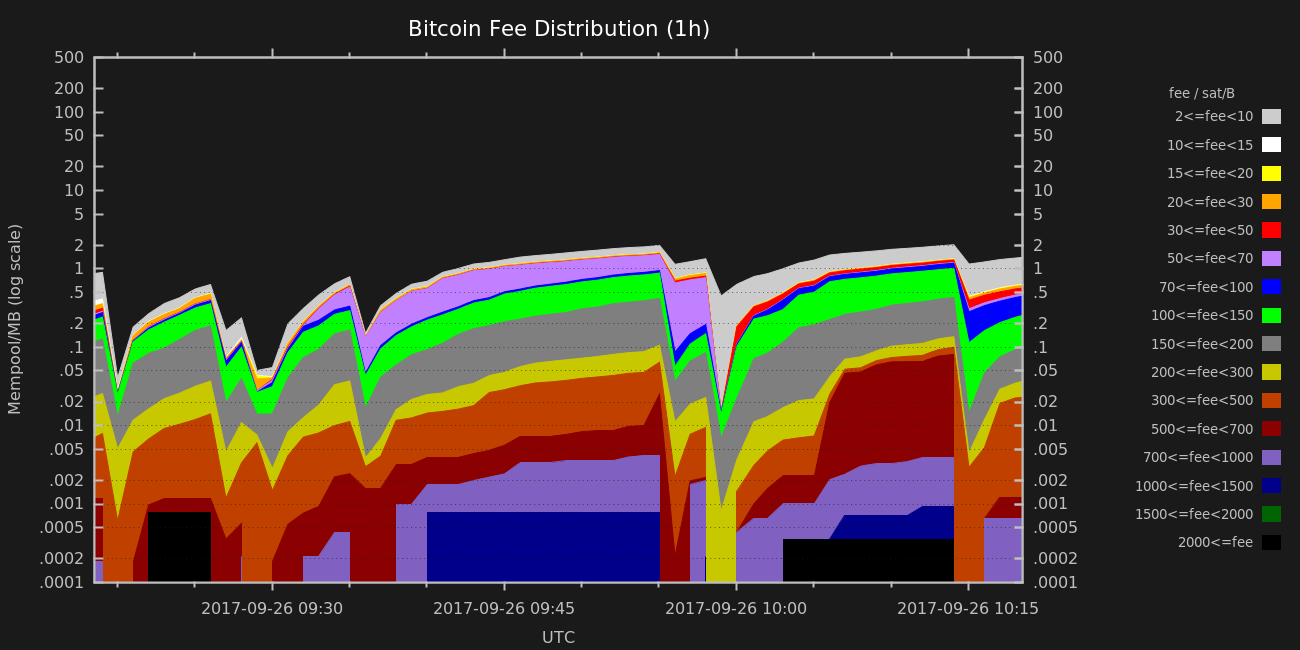 Bitcoin Fee Distribution (1h)
Mempool/MB (log scale)
500
200
100
50
20
10
5
2
1
.5
.2
.1
.05
.02
.01
.005
.002
.001
.0005
.0002
.0001
500
200
100
50
20
10
5
2
1
.5
.2
.1
.05
.02
.01
.005
.002
.001
.0005
.0002
.0001
2017-09-26 09:30
2017-09-26 09:45
2017-09-26 10:00
2017-09-26 10:15
UTC
fee / sat/B
2<=fee<10
10<=fee<15
15<=fee<20
20<=fee<30
30<=fee<50
50<=fee<70
70<=fee<100
100<=fee<150
150<=fee<200
200<=fee<300
300<=fee<500
500<=fee<700
700<=fee<1000
1000<=fee<1500
1500<=fee<2000
2000<=fee